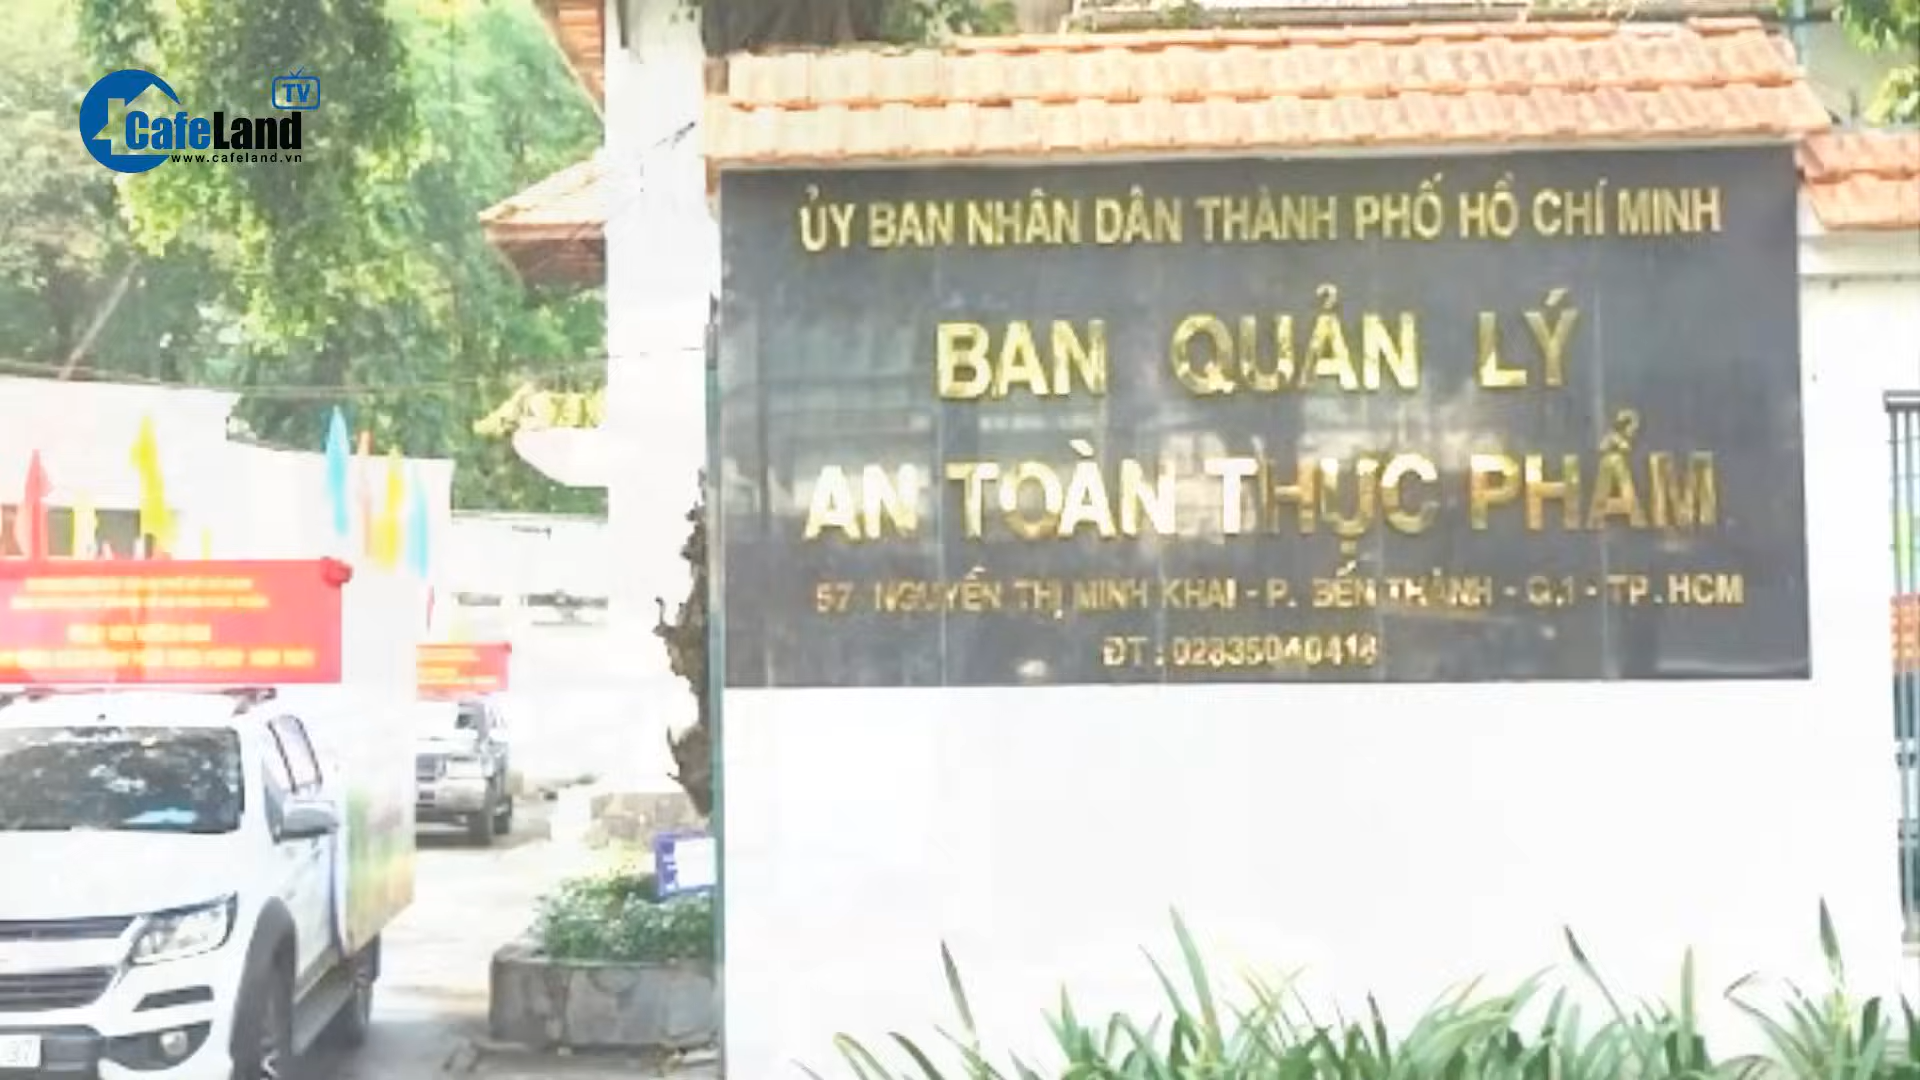 TV
CafeLand
www.cafeland.vn
ỦY BAN NHÂN DÂN THÀNH PHỐ HỒ CHÍ MINH
BAN QUẢN LÝ
AN TOÀN THỰC PHẨM
57 NGUYỄN THỊ MINH KHAI - P. BẾN THÀNH - Q.1 - TP.HCM
ĐT : 02835040418
37